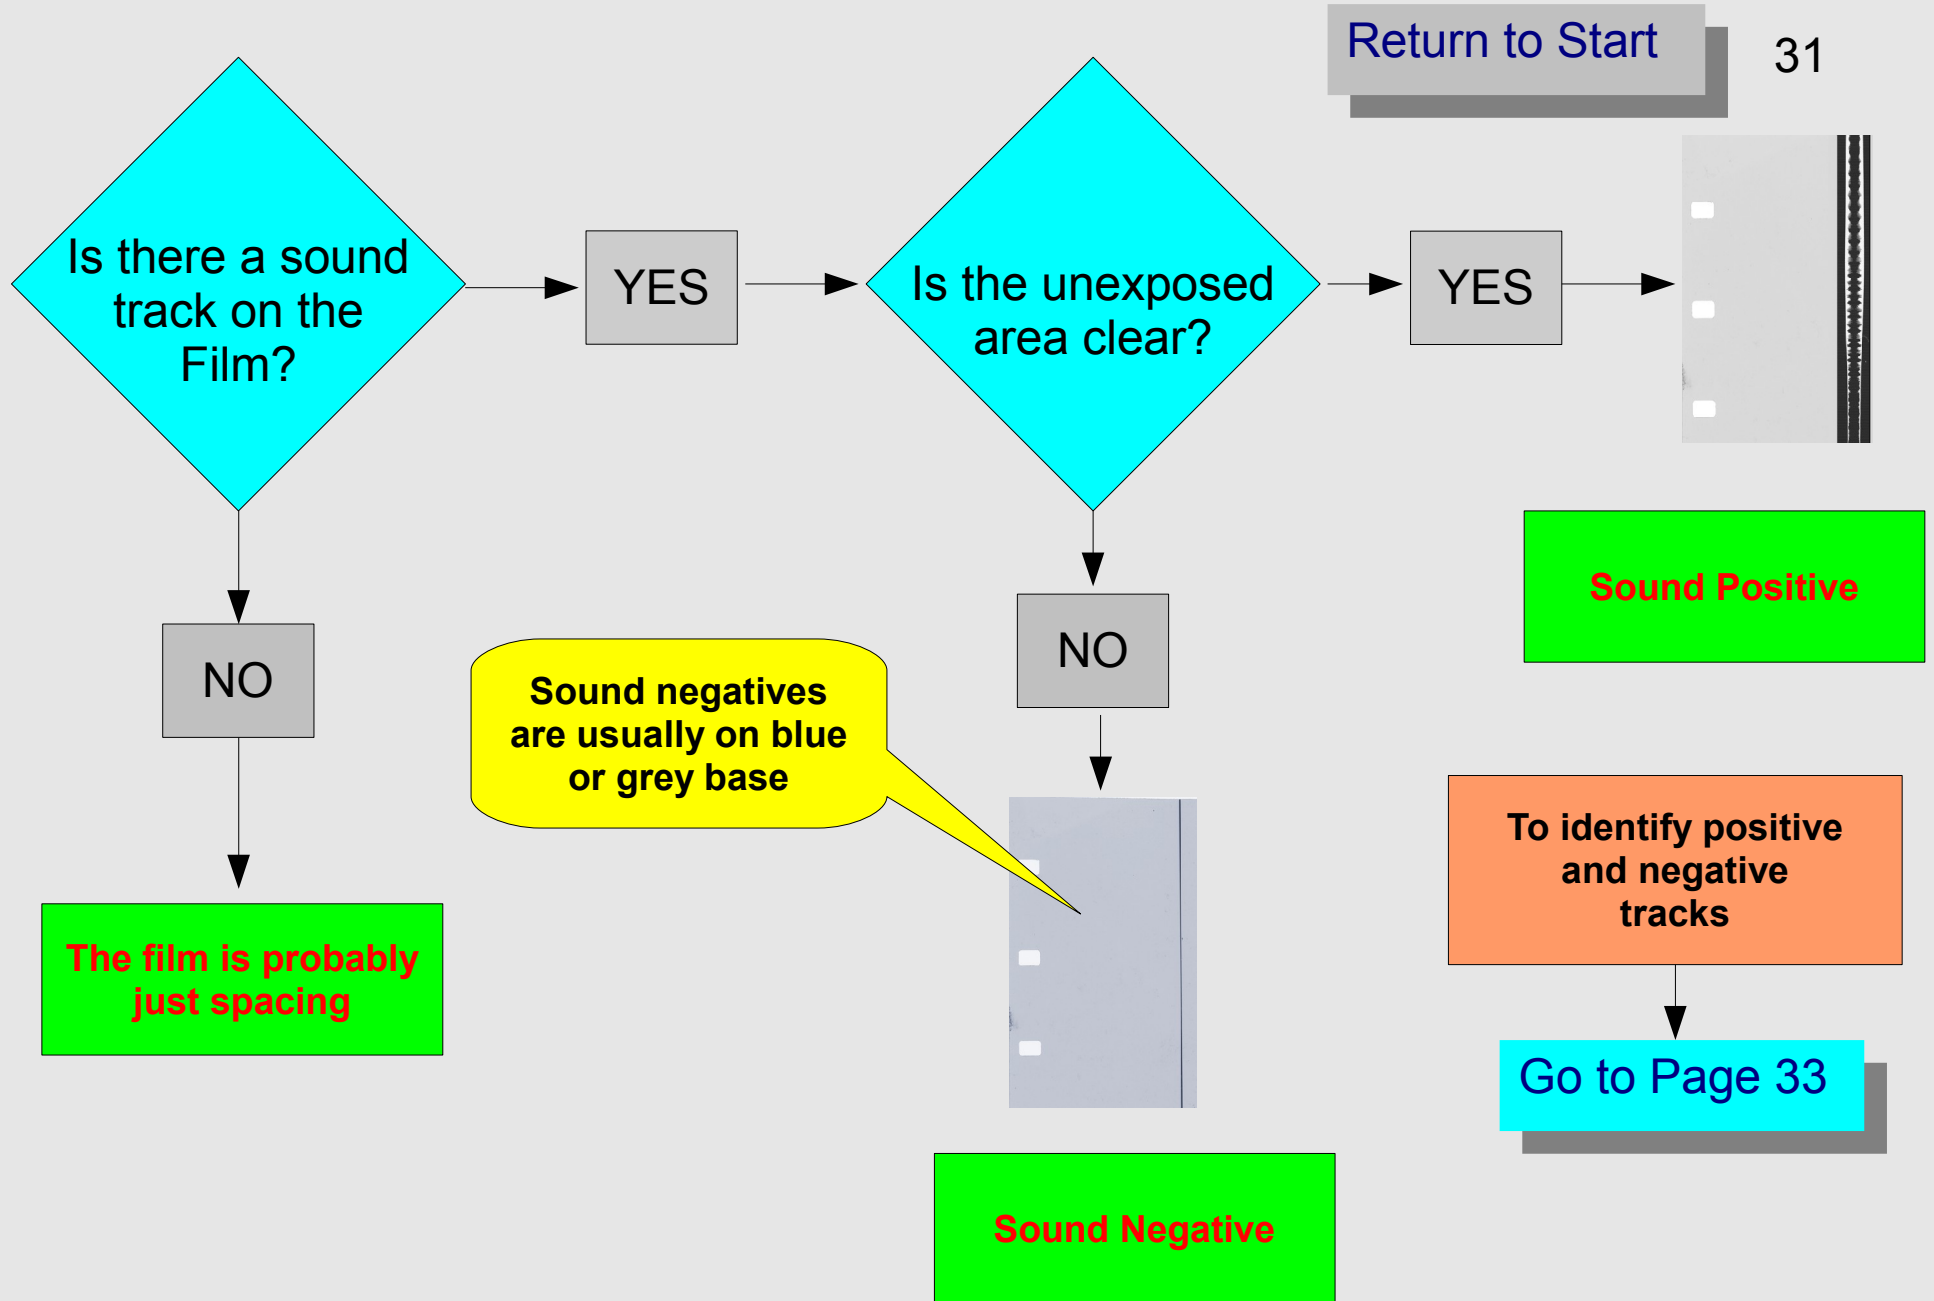 Return to Start
31
Is there a sound
track on the
Film?
YES
Is the unexposed
area clear?
YES
Sound Positive
NO
NO
Sound negatives
are usually on blue
or grey base
The film is probably
just spacing
To identify positive
and negative
tracks
Go to Page 33
Sound Negative